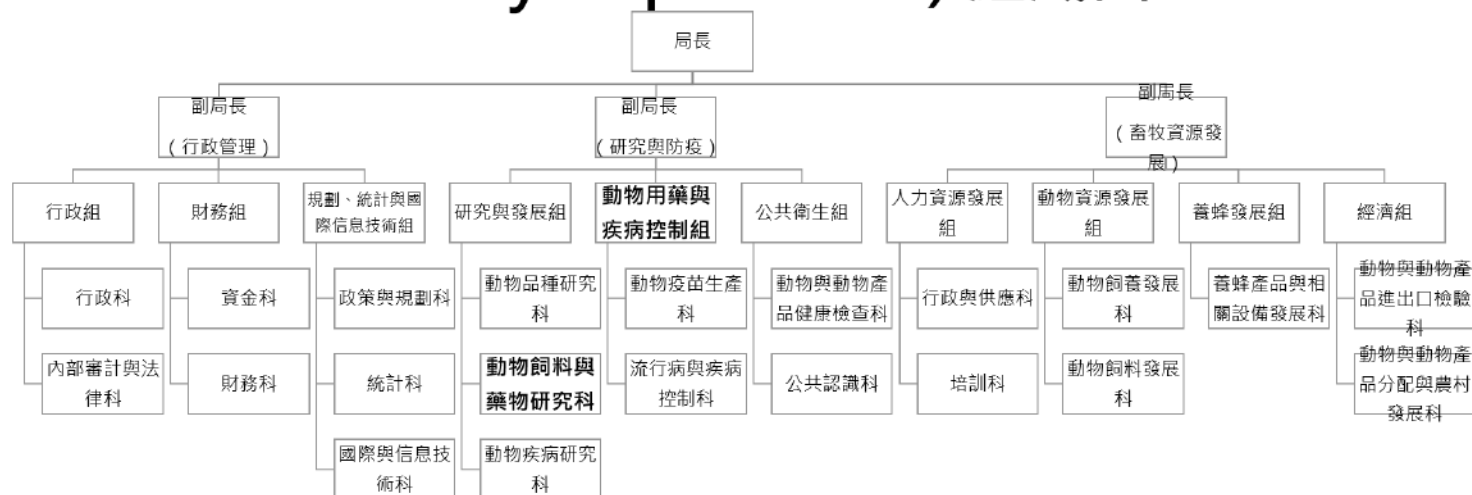 局長
副局長
（行政管理）
副局長
（研究與防疫）
副局長
（畜牧資源發
展）
行政組
財務組
規劃、統計與國
際信息技術組
研究與發展組
動物用藥與
疾病控制組
公共衛生組
人力資源發展
組
動物資源發展
組
養蜂發展組
經濟組
行政科
資金科
政策與規劃科
動物品種研究
科
動物疫苗生產
科
動物與動物產
品健康檢查科
行政與供應科
動物飼養發展
科
養蜂產品與相
關設備發展科
動物與動物產
品進出口檢驗
科
內部審計與法
律科
財務科
統計科
動物飼料與
藥物研究科
流行病與疾病
控制科
公共認識科
培訓科
動物飼料發展
科
動物與動物產
品分配與農村
發展科
國際與信息技
術科
動物疾病研究
科